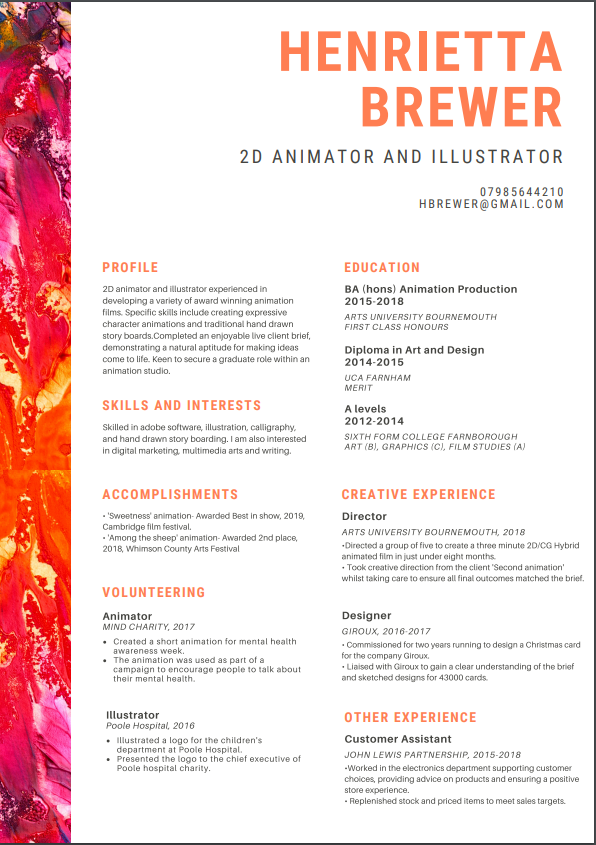 HENRIETTA
BREWER
2D ANIMATOR AND ILLUSTRATOR
07985644210
HBREWER@GMAIL.COM
PROFILE
2D animator and illustrator experienced in
developing a variety of award winning animation
films. Specific skills include creating expressive
character animations and traditional hand drawn
story boards.Completed an enjoyable live client brief,
demonstrating a natural aptitude for making ideas
come to life. Keen to secure a graduate role within an
animation studio.
SKILLS AND INTERESTS
Skilled in adobe software, illustration, calligraphy,
and hand drawn story boarding. I am also interested
in digital marketing, multimedia arts and writing.
ACCOMPLISHMENTS
• 'Sweetness' animation- Awarded Best in show, 2019,
Cambridge film festival.
• 'Among the sheep' animation- Awarded 2nd place,
2018, Whimson County Arts Festival
VOLUNTEERING
Animator
MIND CHARITY, 2017
• Created a short animation for mental health
awareness week.
• The animation was used as part of a
campaign to encourage people to talk about
their mental health.
Illustrator
Poole Hospital, 2016
• Illustrated a logo for the children's
department at Poole Hospital.
• Presented the logo to the chief executive of
Poole hospital charity.
EDUCATION
BA (hons) Animation Production
2015-2018
ARTS UNIVERSITY BOURNEMOUTH
FIRST CLASS HONOURS
Diploma in Art and Design
2014-2015
UCA FARNHAM
MERIT
A levels
2012-2014
SIXTH FORM COLLEGE FARNBOROUGH
ART (B), GRAPHICS (C), FILM STUDIES (A)
CREATIVE EXPERIENCE
Director
ARTS UNIVERSITY BOURNEMOUTH, 2018
•Directed a group of five to create a three minute 2D/CG Hybrid
animated film in just under eight months.
• Took creative direction from the client 'Second animation'
whilst taking care to ensure all final outcomes matched the brief.
Designer
GIROUX, 2016-2017
• Commissioned for two years running to design a Christmas card
for the company Giroux.
• Liaised with Giroux to gain a clear understanding of the brief
and sketched designs for 43000 cards.
OTHER EXPERIENCE
Customer Assistant
JOHN LEWIS PARTNERSHIP, 2015-2018
•Worked in the electronics department supporting customer
choices, providing advice on products and ensuring a positive
store experience.
• Replenished stock and priced items to meet sales targets.